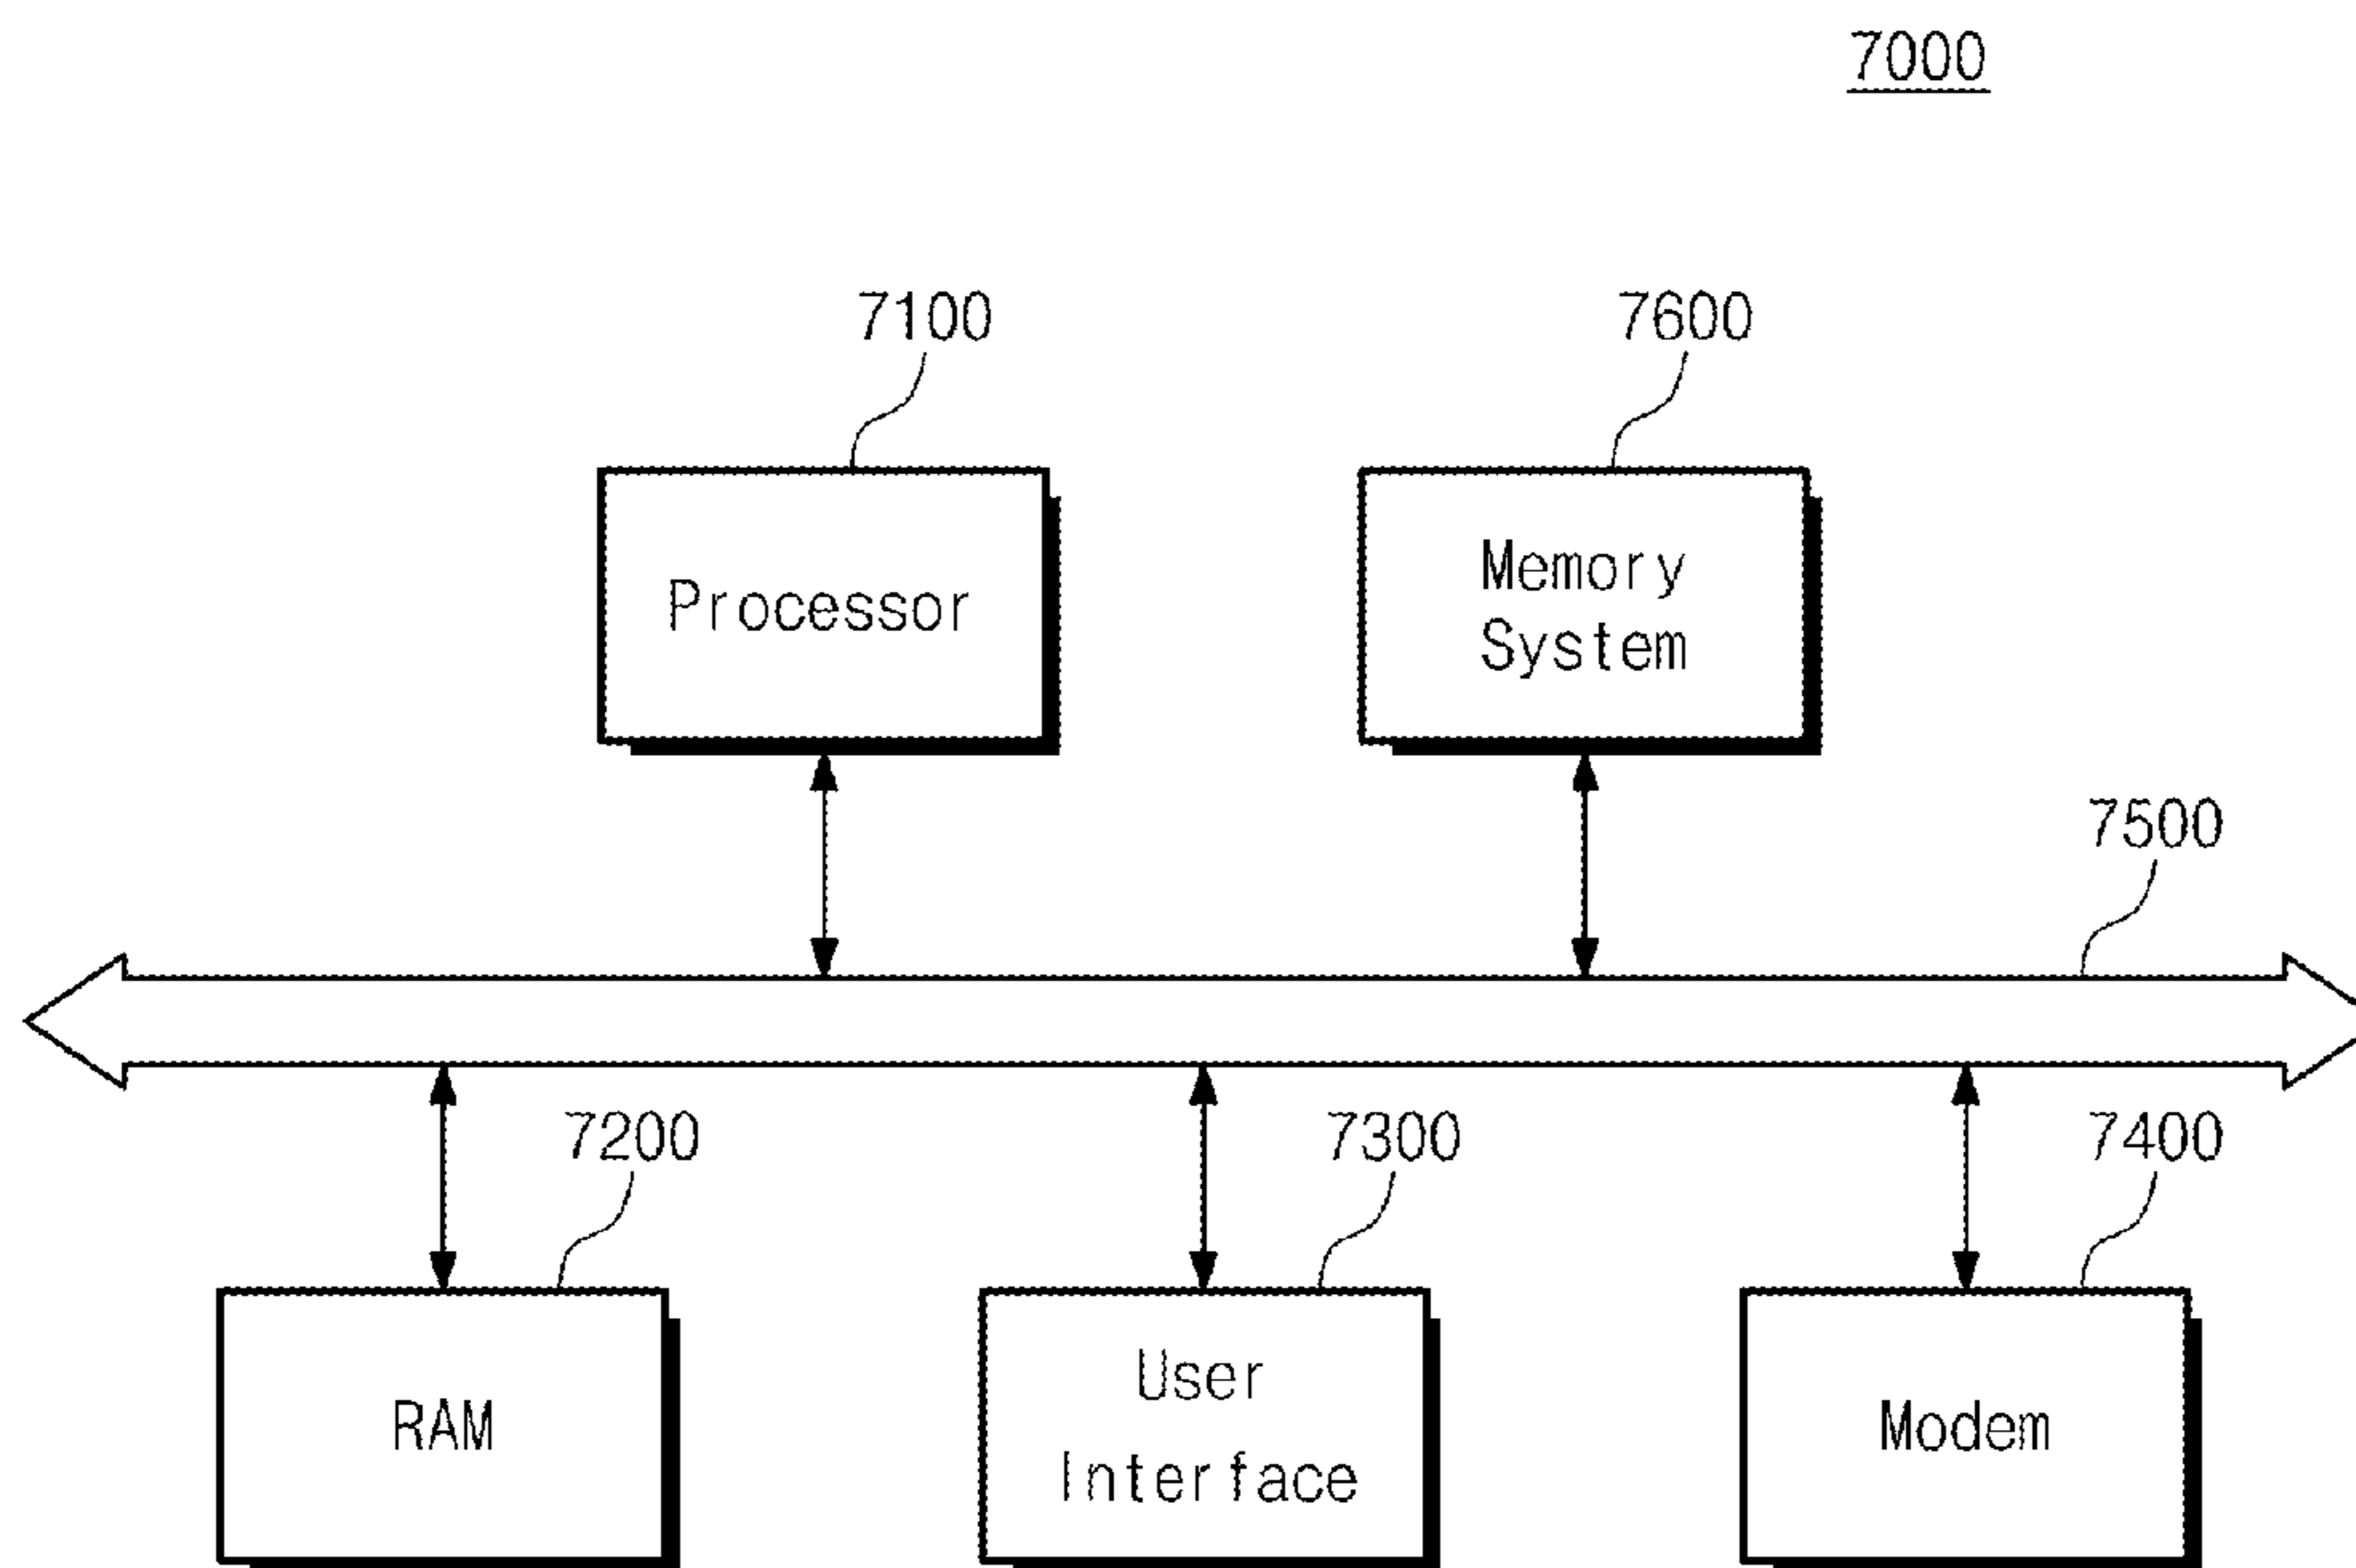 7000
7100
7600
Processor
Memory
System
7500
7200
7300
7400
RAM
User
Interface
Modem